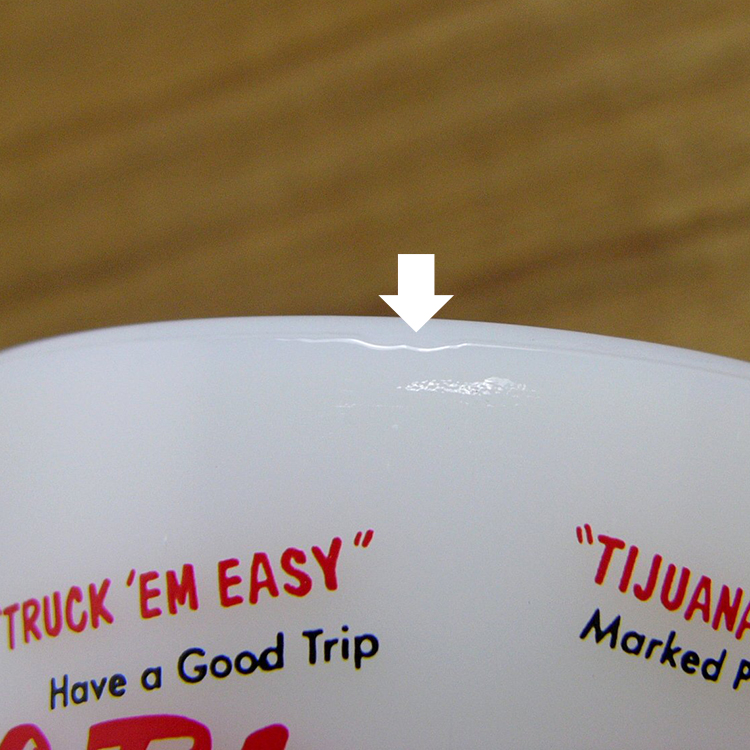 TRUCK 'EM EASY"
Have a Good Trip
"TIJUANA
Marked